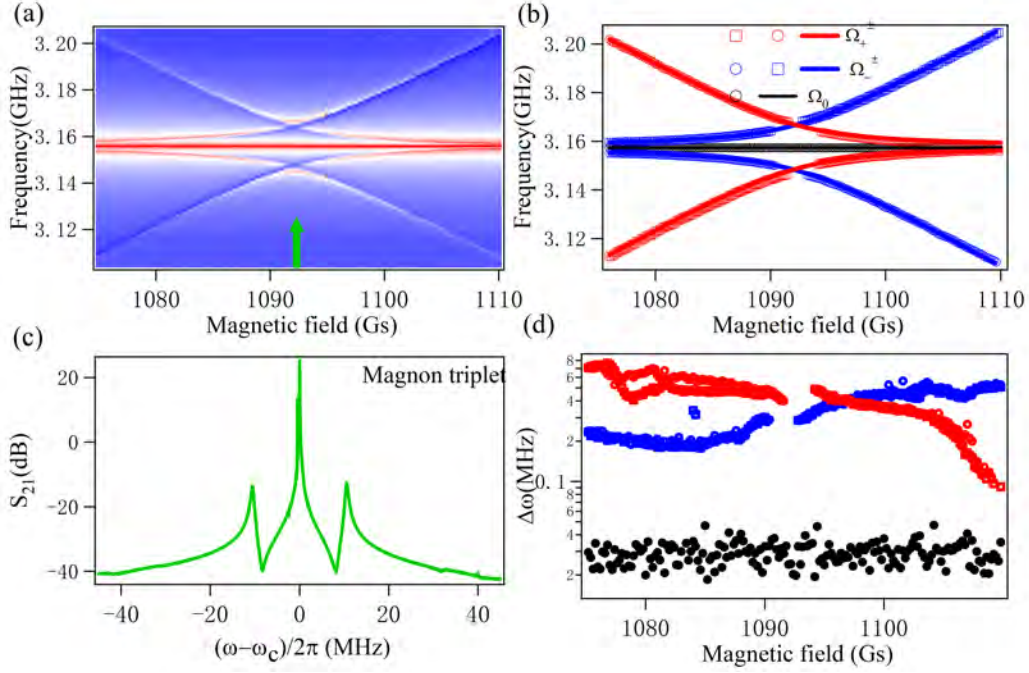 (a)
3.20
3.18
3.16
3.14
3.12
Frequency(GHz)
1080 1090 1100 1110
Magnetic field (Gs)
(b)
3.20
3.18
3.16
3.14
3.12
Frequency(GHz)
Ω₊±
Ω₋±
Ω₀
1080 1090 1100 1110
Magnetic field (Gs)
(c)
20
0
−20
−40
S₂₁(dB)
Magnon triplet
−40 −20 0 20 40
(ω−ω_c)/2π (MHz)
(d)
8
6
4
2
0.1
8
6
4
2
Δω(MHz)
1080 1090 1100
Magnetic field (Gs)